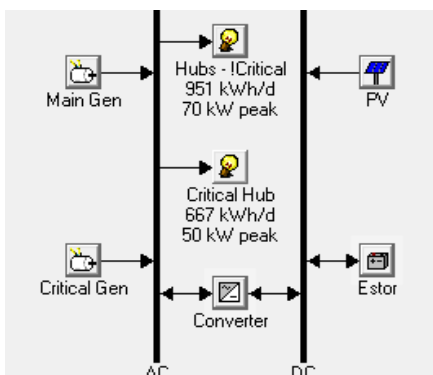 Hubs - !Critical
951 kWh/d
70 kW peak
Main Gen
PV
Critical Hub
667 kWh/d
50 kW peak
Critical Gen
Estor
Converter
AC
DC